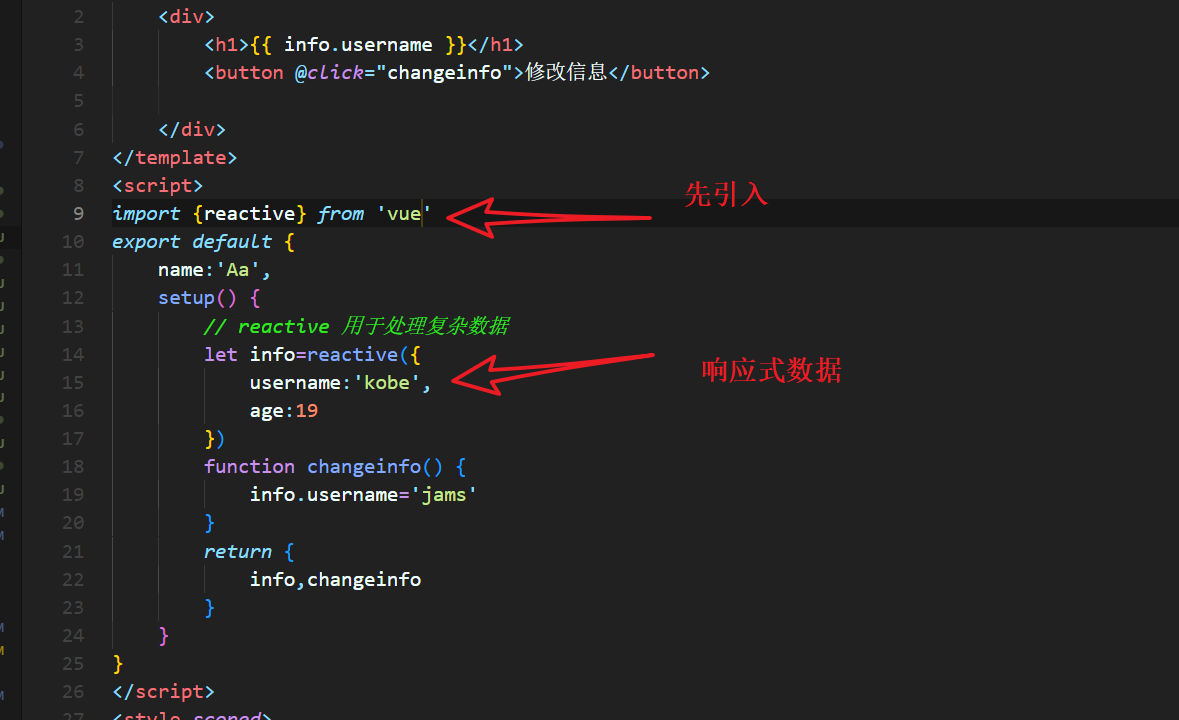 2 <div>
3 <h1>{{ info.username }}</h1>
4 <button @click="changeinfo">修改信息</button>
5
6 </div>
7 </template>
8 <script>
9 import {reactive} from 'vue'
先引入
10 export default {
11 name:'Aa',
12 setup() {
13 // reactive 用于处理复杂数据
14 let info=reactive({
15 username:'kobe',
响应式数据
16 age:19
17 })
18 function changeinfo() {
19 info.username='jams'
20 }
21 return {
22 info,changeinfo
23 }
24 }
25 }
26 </script>
27 <style scoped>